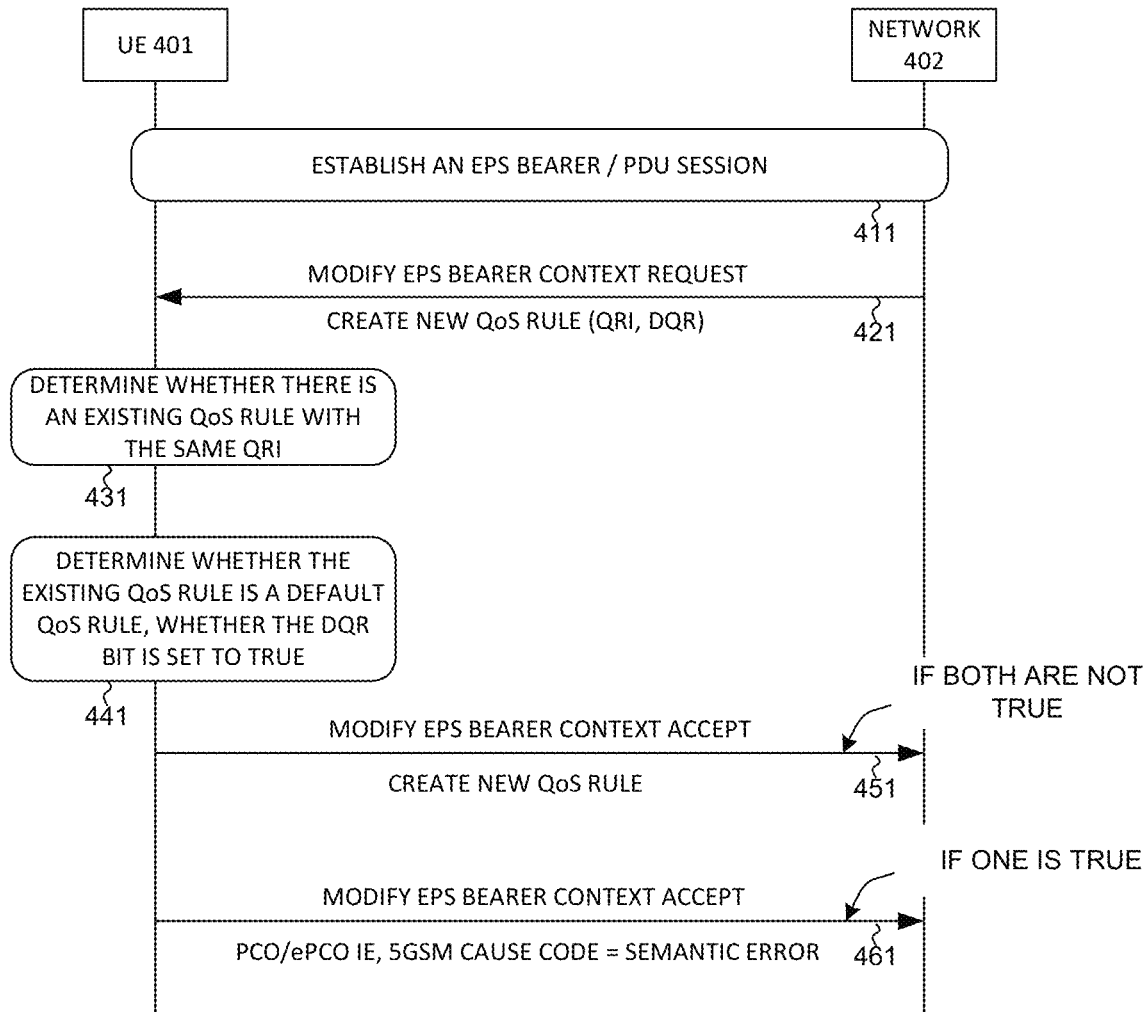 UE 401
NETWORK
402
ESTABLISH AN EPS BEARER / PDU SESSION
411
MODIFY EPS BEARER CONTEXT REQUEST
CREATE NEW QoS RULE (QRI, DQR)
421
DETERMINE WHETHER THERE IS
AN EXISTING QoS RULE WITH
THE SAME QRI
431
DETERMINE WHETHER THE
EXISTING QoS RULE IS A DEFAULT
QoS RULE, WHETHER THE DQR
BIT IS SET TO TRUE
441
IF BOTH ARE NOT
TRUE
MODIFY EPS BEARER CONTEXT ACCEPT
CREATE NEW QoS RULE
451
IF ONE IS TRUE
MODIFY EPS BEARER CONTEXT ACCEPT
PCO/ePCO IE, 5GSM CAUSE CODE = SEMANTIC ERROR
461